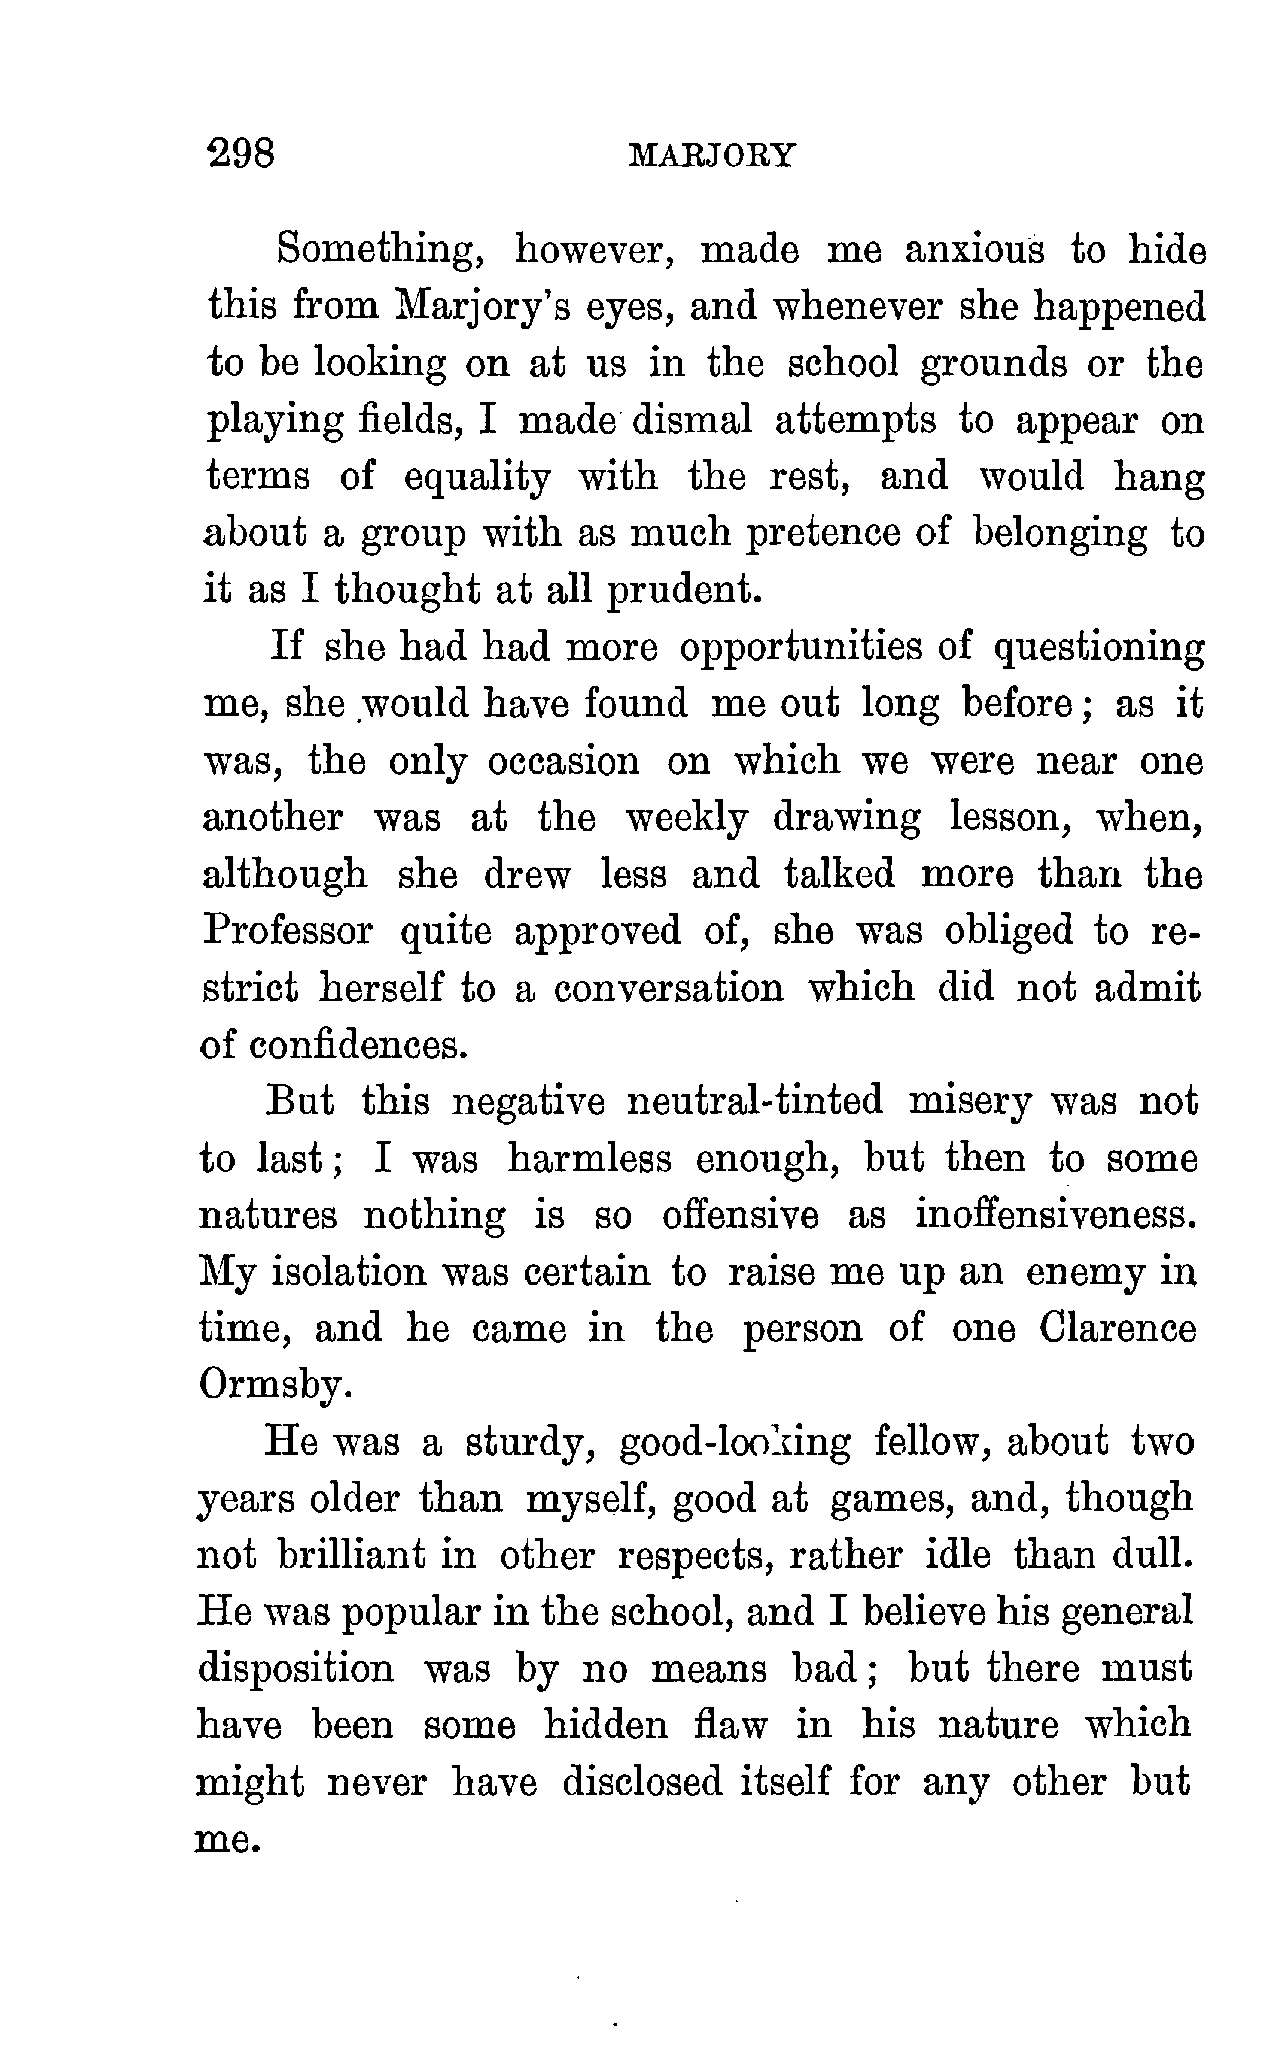 298 MARJORY
Something, however, made me anxious to hide
this from Marjory's eyes, and whenever she happened
to be looking on at us in the school grounds or the
playing fields, I made dismal attempts to appear on
terms of equality with the rest, and would hang
about a group with as much pretence of belonging to
it as I thought at all prudent.
If she had had more opportunities of questioning
me, she would have found me out long before; as it
was, the only occasion on which we were near one
another was at the weekly drawing lesson, when,
although she drew less and talked more than the
Professor quite approved of, she was obliged to re-
strict herself to a conversation which did not admit
of confidences.
But this negative neutral-tinted misery was not
to last; I was harmless enough, but then to some
natures nothing is so offensive as inoffensiveness.
My isolation was certain to raise me up an enemy in
time, and he came in the person of one Clarence
Ormsby.
He was a sturdy, good-looking fellow, about two
years older than myself, good at games, and, though
not brilliant in other respects, rather idle than dull.
He was popular in the school, and I believe his general
disposition was by no means bad; but there must
have been some hidden flaw in his nature which
might never have disclosed itself for any other but
me.